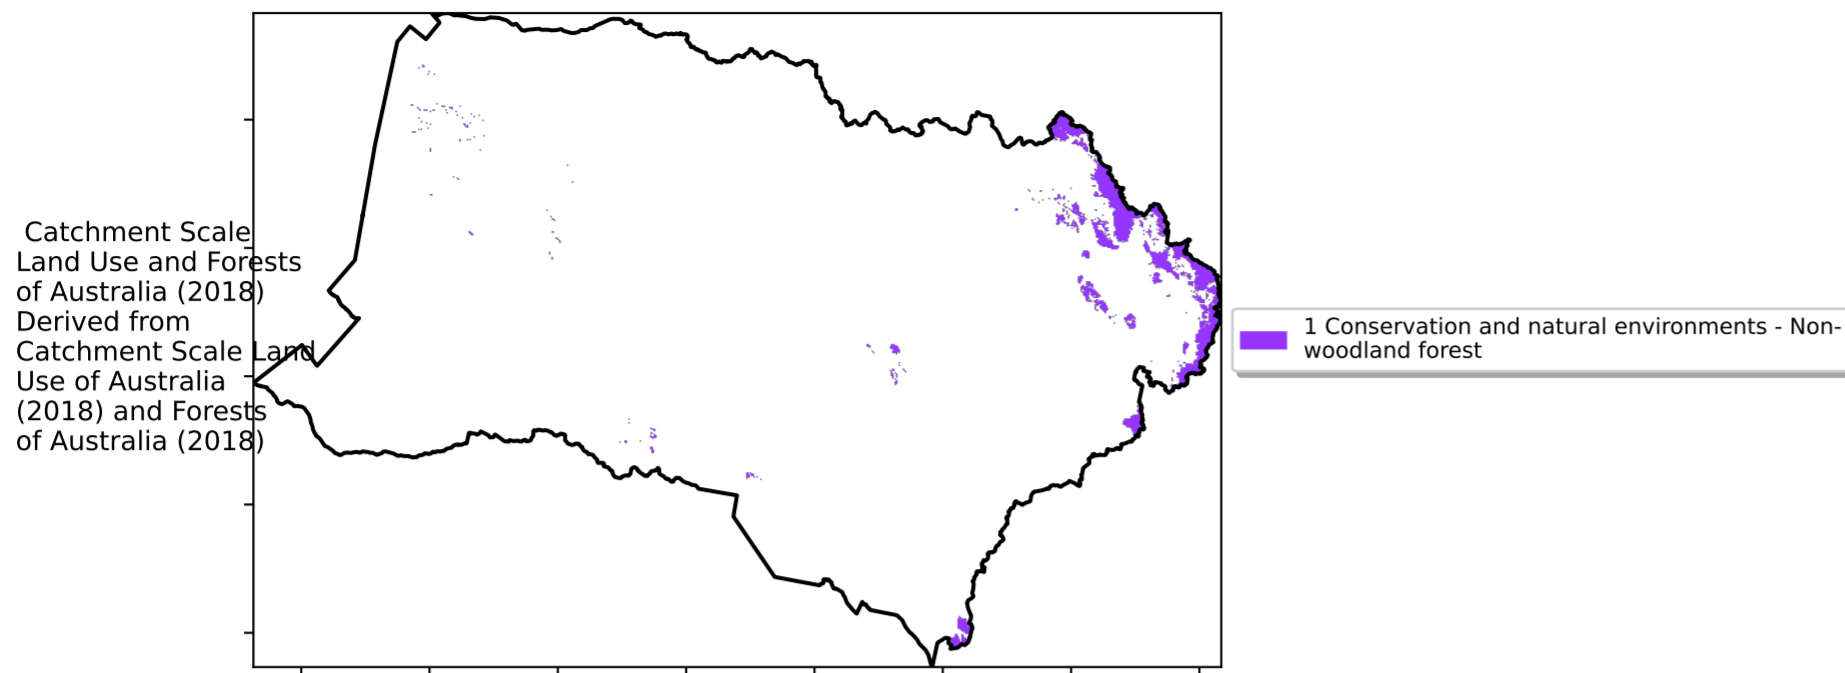 Catchment Scale
Land Use and Forests
of Australia (2018)
Derived from
Catchment Scale Land
Use of Australia
(2018) and Forests
of Australia (2018)
1 Conservation and natural environments - Non-
woodland forest